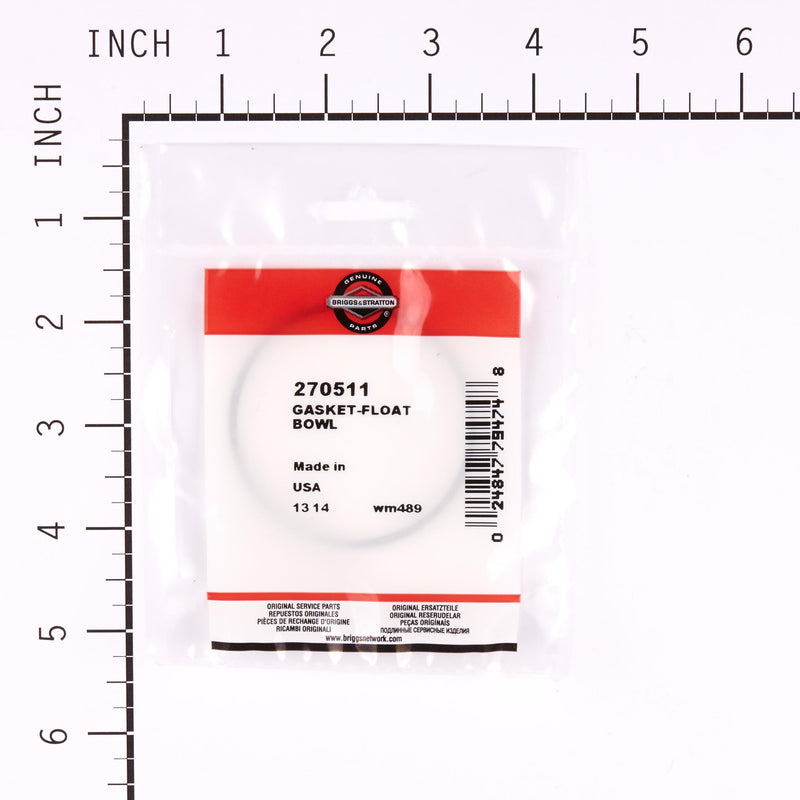 INCH 1 2 3 4 5 6
INCH
1
2
3
4
5
6
GENUINE
BRIGGS & STRATTON
®
PARTS
270511
GASKET-FLOAT
BOWL
Made in
USA
13 14 wm489
0 24847 79474 8
ORIGINAL SERVICE PARTS
REPUESTOS ORIGINALES
PIÈCES DE RECHANGE D'ORIGINE
RICAMBI ORIGINALI
ORIGINAL ERSATZTEILE
ORIGINAL RESERUDELAR
PEÇAS ORIGINAIS
ПОДЛИННЫЕ СЕРВИСНЫЕ ИЗДЕЛИЯ
www.briggsnetwork.com